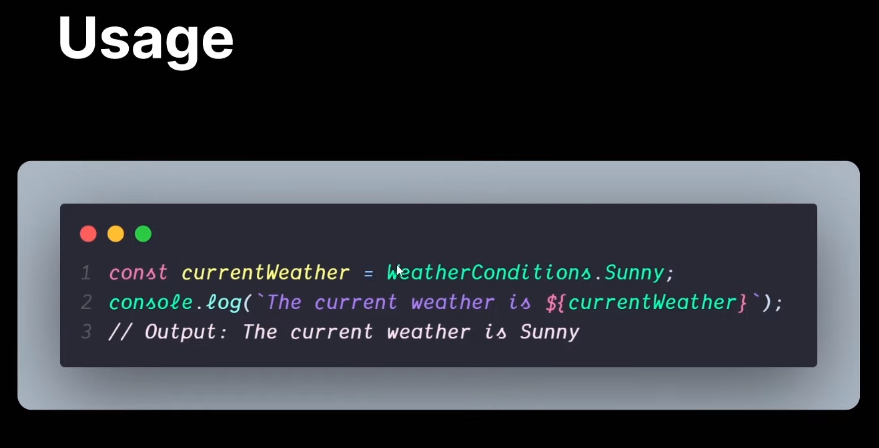 Usage
1 const currentWeather = WeatherConditions.Sunny;
2 console.log(`The current weather is ${currentWeather}`);
3 // Output: The current weather is Sunny